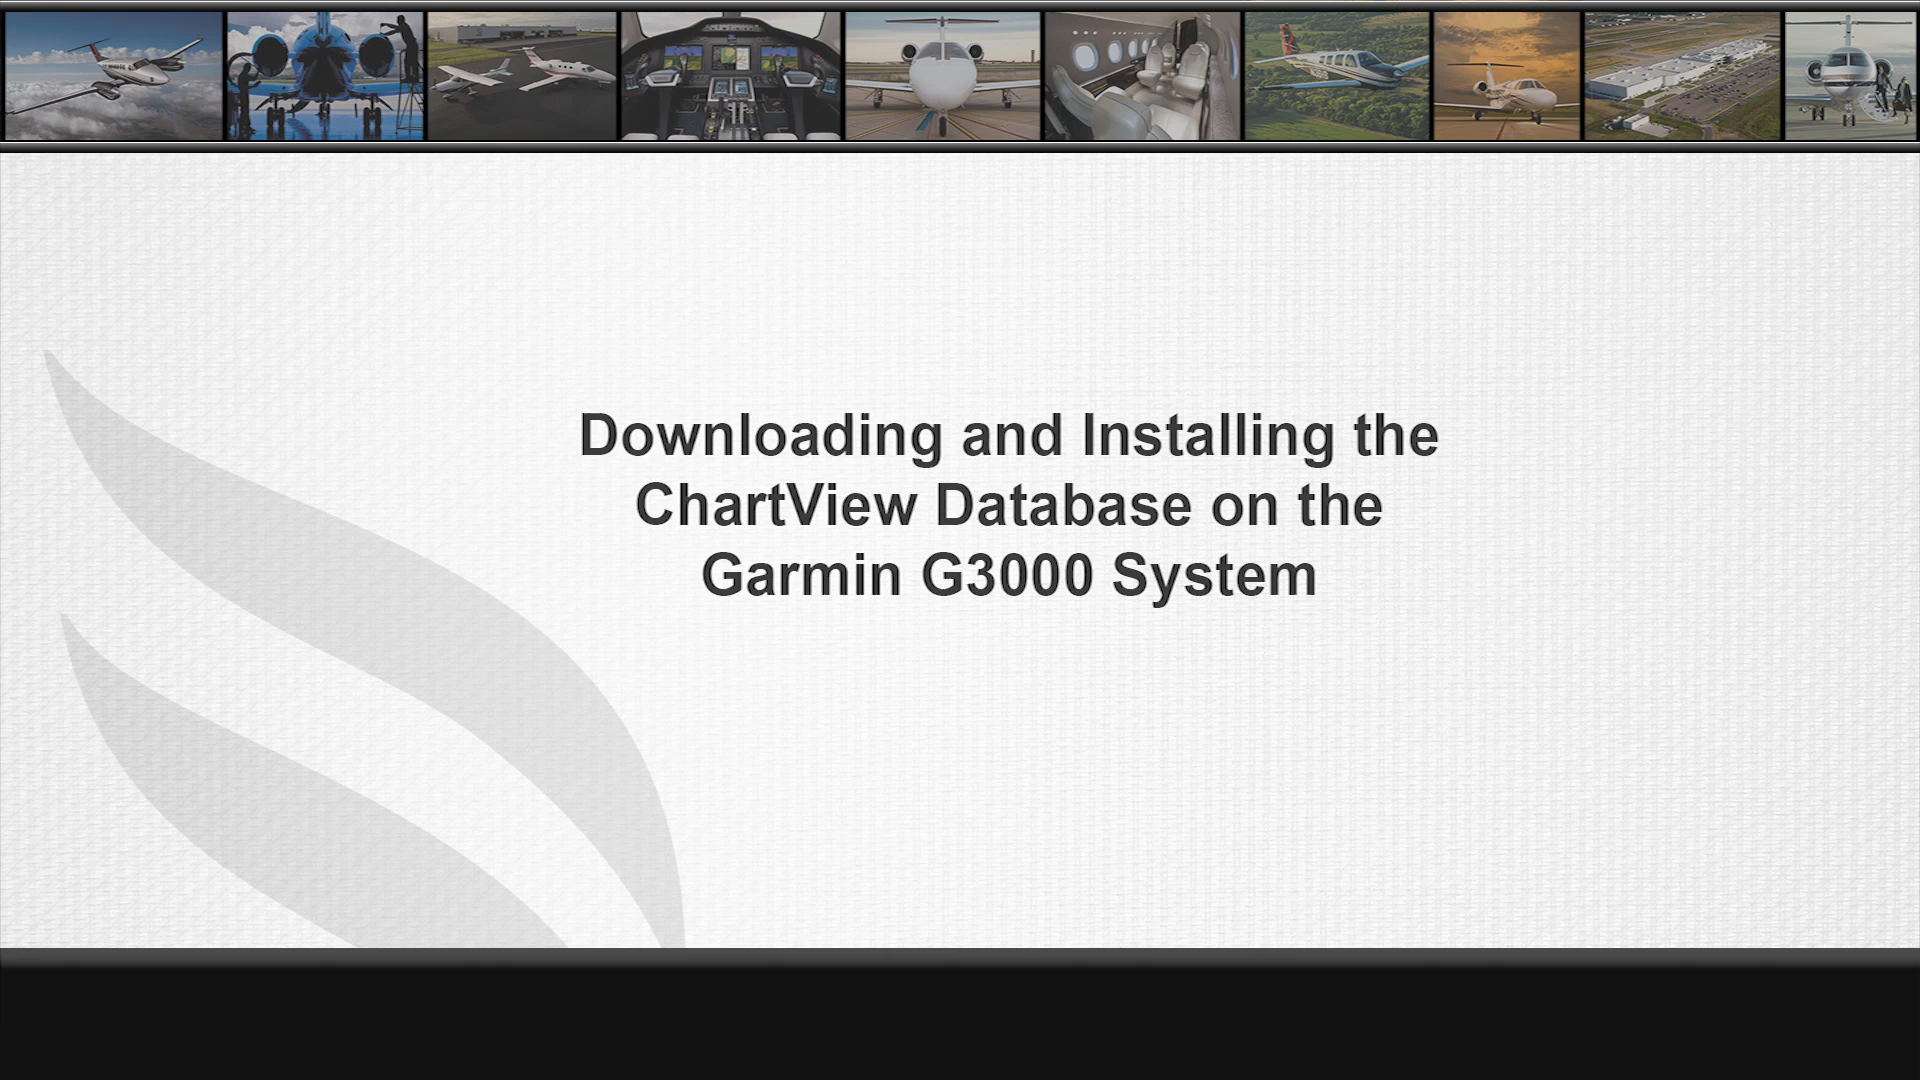 Downloading and Installing the
ChartView Database on the
Garmin G3000 System